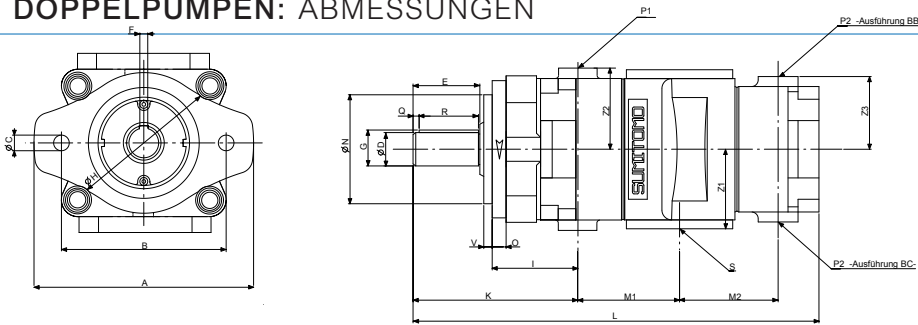 DOPPELPUMPEN: ABMESSUNGEN
F
P1
P2 -Ausführung BB
E
Q
R
Z2
Z3
ØC
ØN
G
ØD
SUMITOMO
ØH
Z1
B
V
O
I
S
P2 -Ausführung BC-
A
K
M1
M2
L